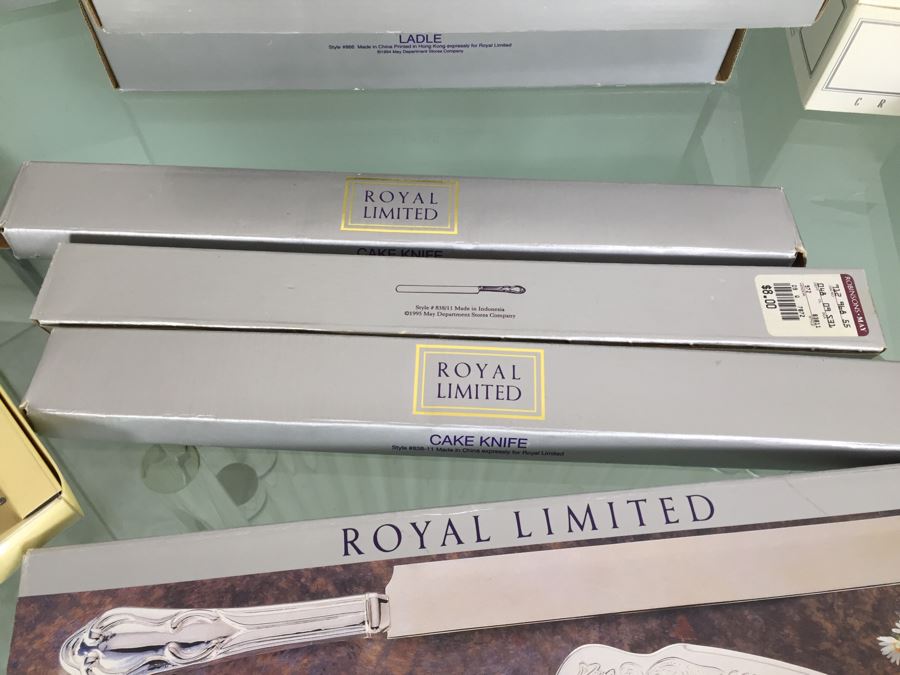 LADLE
Style #866 Made in China Printed in Hong Kong expressly for Royal Limited
©1994 May Department Stores Company
C R
ROYAL
LIMITED
CAKE KNIFE
Style # 838/11 Made in Indonesia
©1995 May Department Stores Company
ROBINSONS-MAY
$8.00
ROYAL
LIMITED
CAKE KNIFE
Style #838-11 Made in China expressly for Royal Limited
ROYAL LIMITED